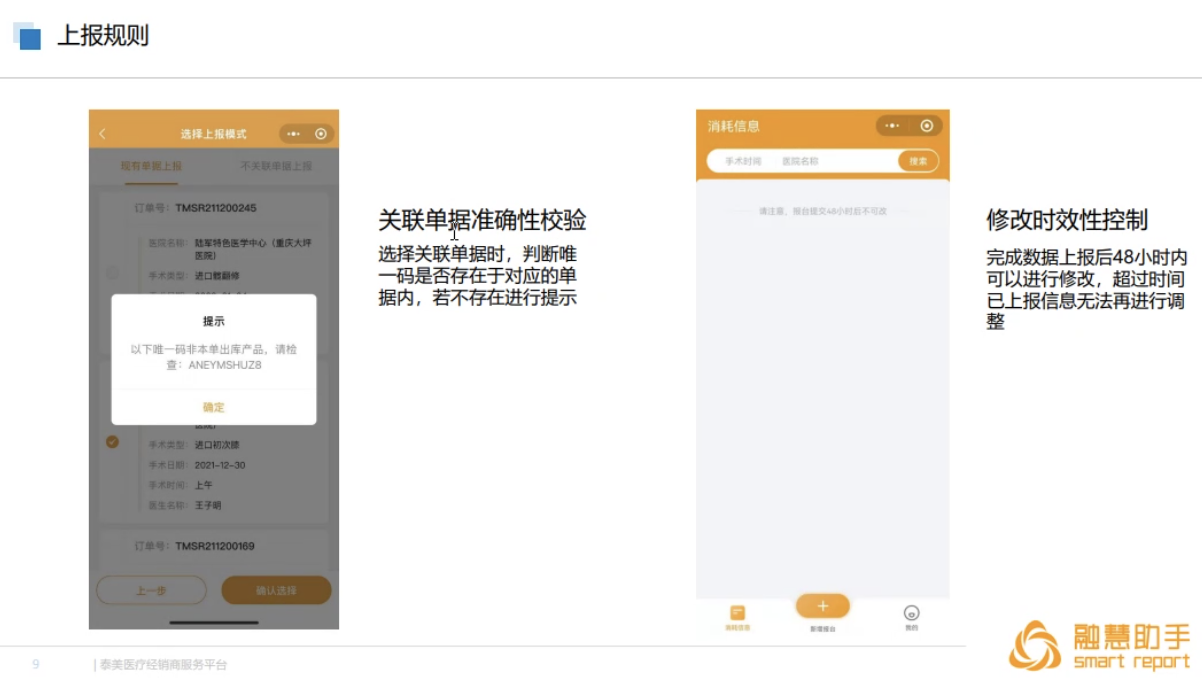 上报规则
选择上报模式
现有单据上报 不关联单据上报
订单号: TMSR211200245
医院名称: 陆军特色医学中心（重庆大坪
医院）
手术类型: 进口髋翻修
提示
以下唯一码非本单出库产品，请检
查: ANEYMSHUZ8
确定
手术类型: 进口初次膝
手术日期: 2021-12-30
手术时间: 上午
医生名称: 王子明
订单号: TMSR211200169
上一步 确认选择
关联单据准确性校验
选择关联单据时，判断唯
一码是否存在于对应的单
据内，若不存在进行提示
消耗信息
手术时间 医院名称 搜索
请注意，报台提交48小时后不可改
消耗信息 新增报台 我的
修改时效性控制
完成数据上报后48小时内
可以进行修改，超过时间
已上报信息无法再进行调
整
9 | 泰美医疗经销商服务平台
融慧助手
smart report